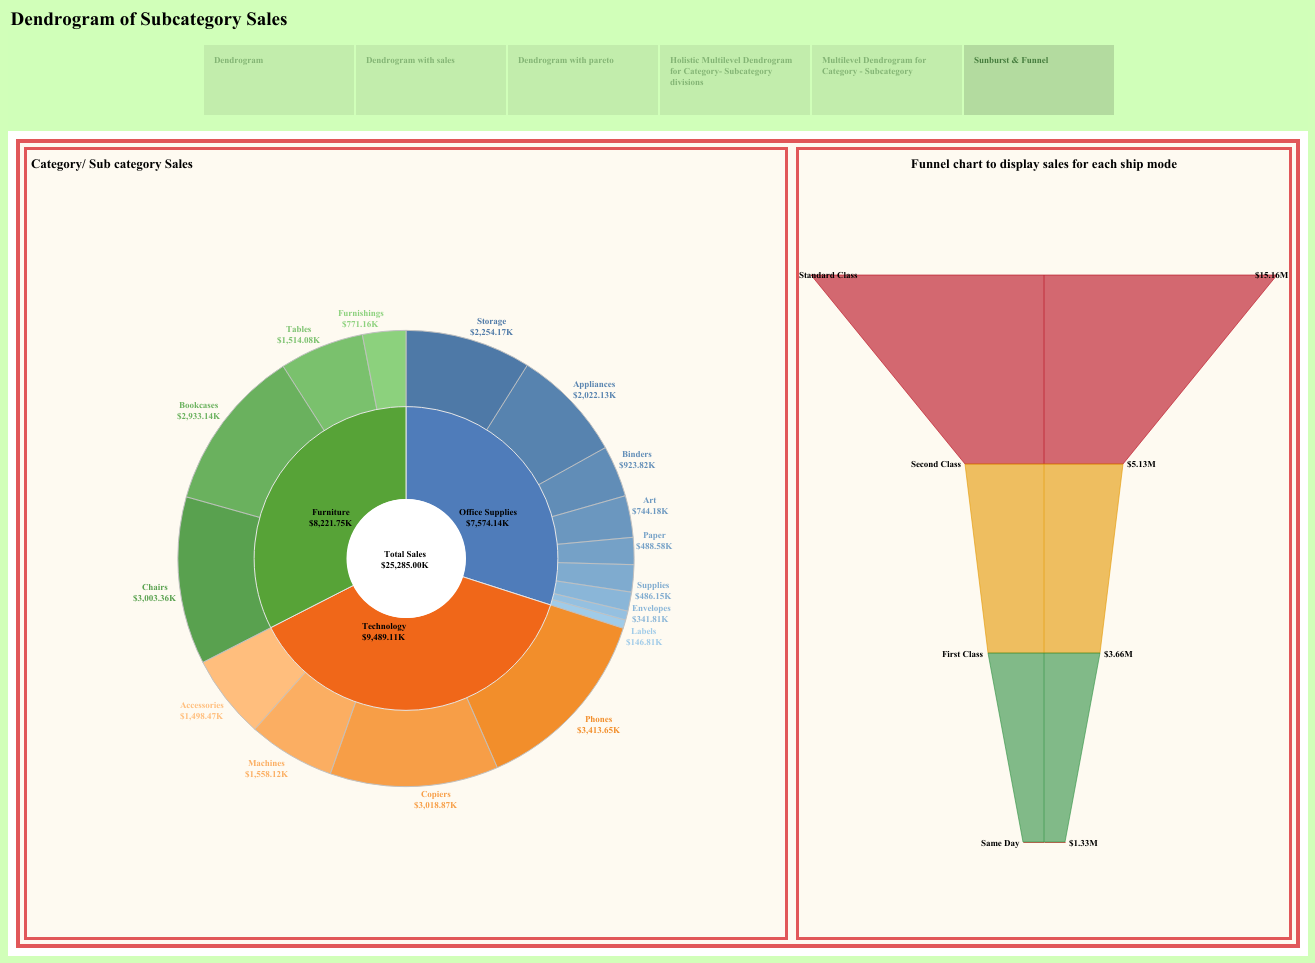 Dendrogram of Subcategory Sales
Dendrogram
Dendrogram with sales
Dendrogram with pareto
Holistic Multilevel Dendrogram
for Category- Subcategory
divisions
Multilevel Dendrogram for
Category - Subcategory
Sunburst & Funnel
Category/ Sub category Sales
Furnishings
$771.16K
Storage
$2,254.17K
Tables
$1,514.08K
Appliances
$2,022.13K
Bookcases
$2,933.14K
Binders
$923.82K
Art
$744.18K
Furniture
$8,221.75K
Office Supplies
$7,574.14K
Paper
$488.58K
Total Sales
$25,285.00K
Chairs
$3,003.36K
Supplies
$486.15K
Envelopes
$341.81K
Labels
$146.81K
Technology
$9,489.11K
Accessories
$1,498.47K
Phones
$3,413.65K
Machines
$1,558.12K
Copiers
$3,018.87K
Funnel chart to display sales for each ship mode
Standard Class
$15.16M
Second Class
$5.13M
First Class
$3.66M
Same Day
$1.33M